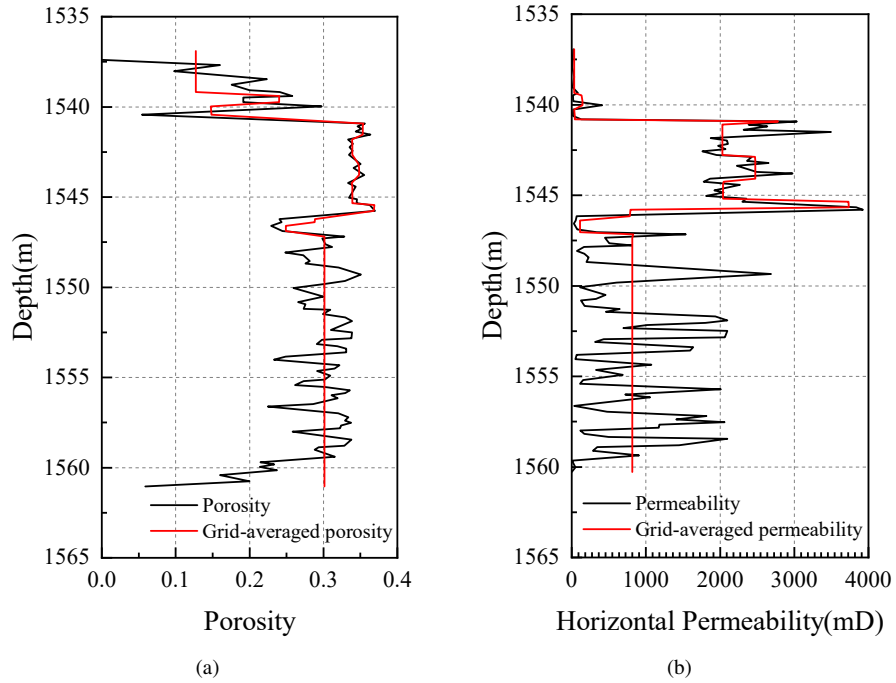 1535
1540
1545
1550
1555
1560
1565
Depth(m)
Porosity
Grid-averaged porosity
0.0 0.1 0.2 0.3 0.4
Porosity
(a)
1535
1540
1545
1550
1555
1560
1565
Depth(m)
Permeability
Grid-averaged permeability
0 1000 2000 3000 4000
Horizontal Permeability(mD)
(b)